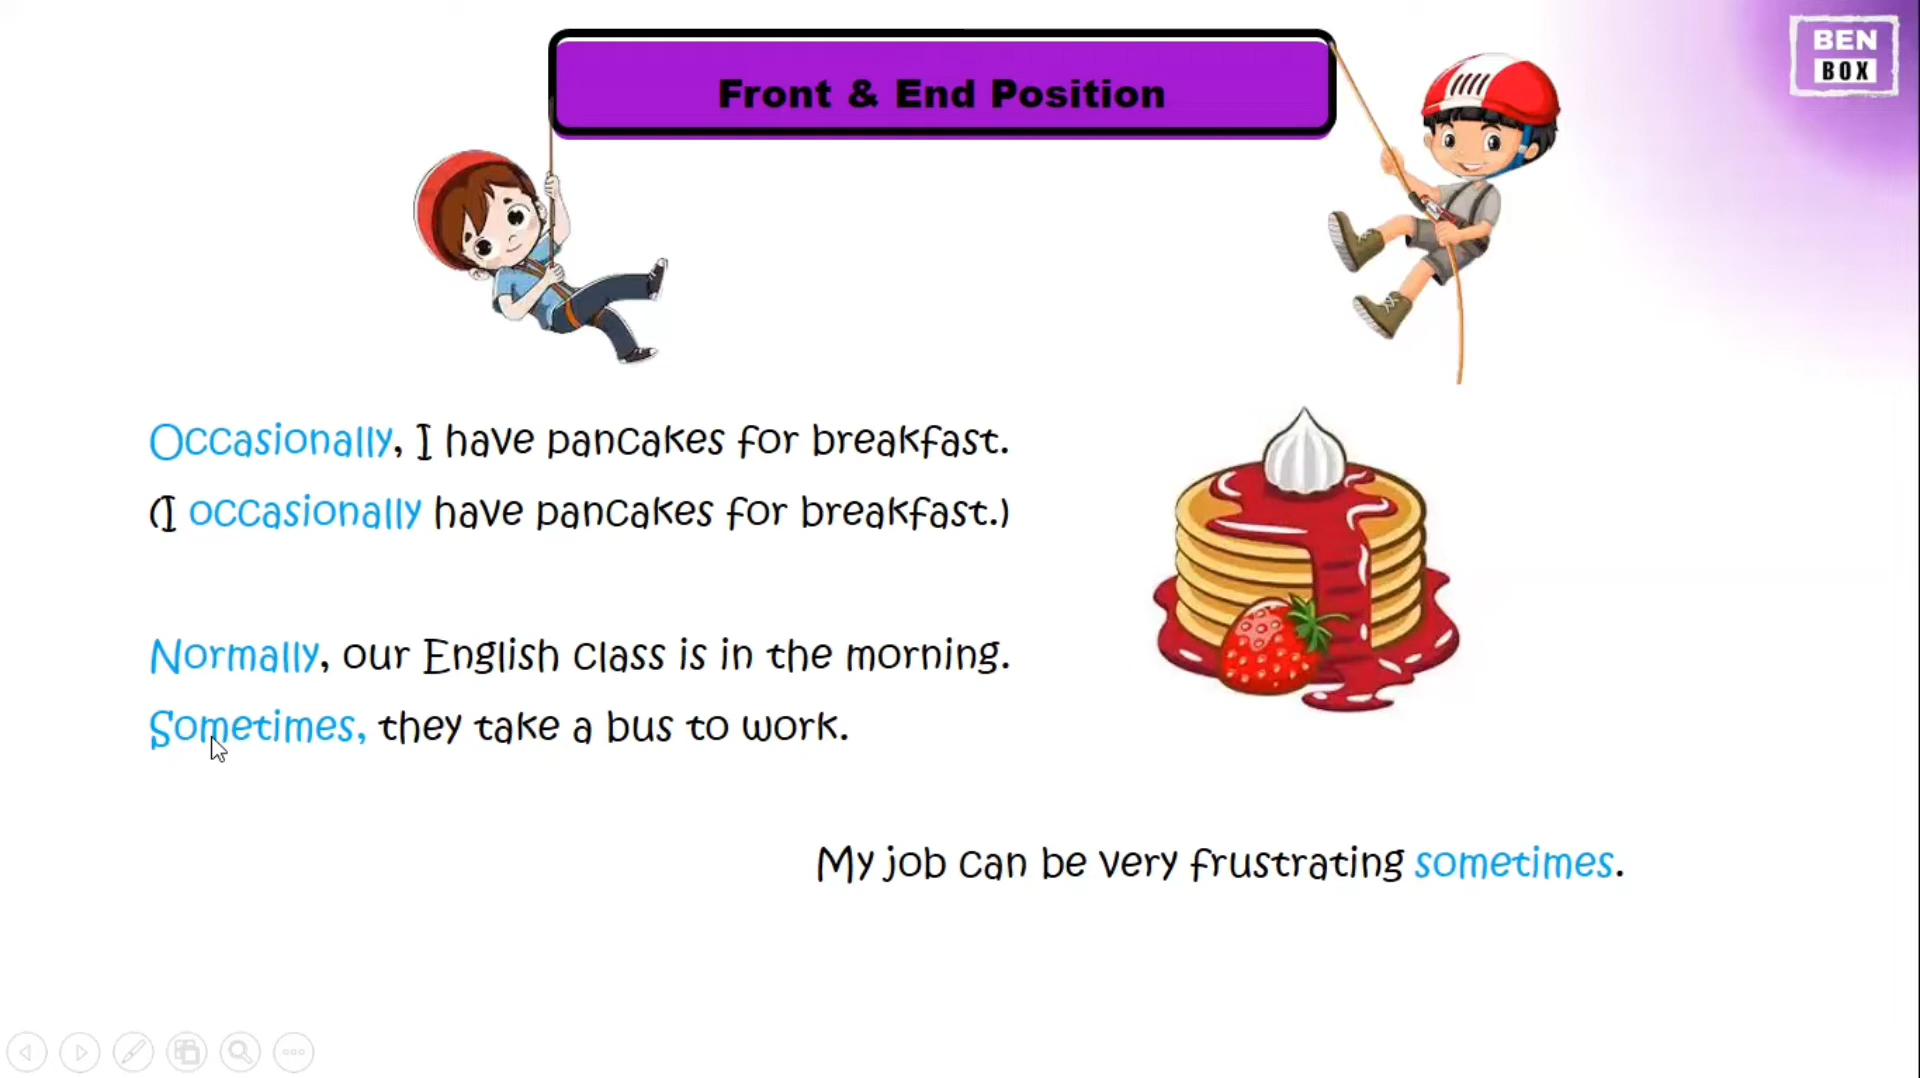 BEN
BOX
Front & End Position
Occasionally, I have pancakes for breakfast.
(I occasionally have pancakes for breakfast.)
Normally, our English class is in the morning.
Sometimes, they take a bus to work.
My job can be very frustrating sometimes.